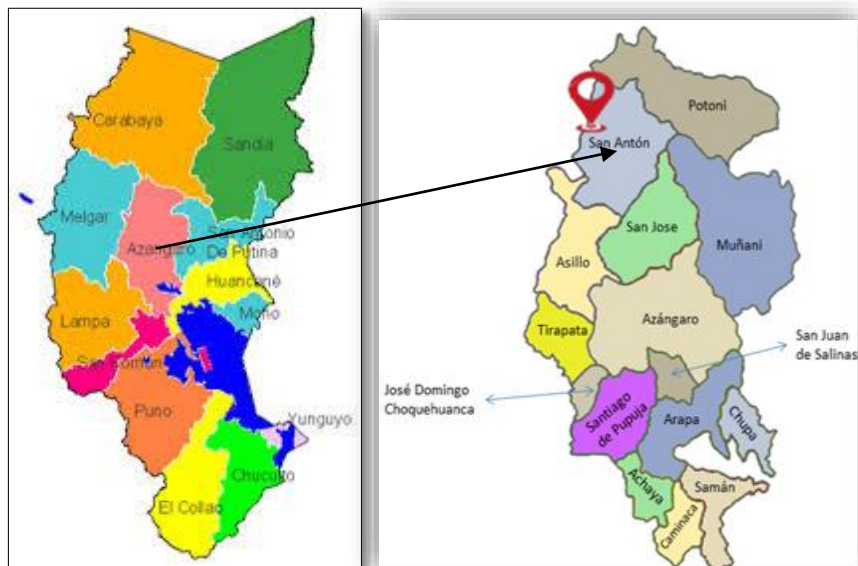 Carabaya
Sandia
Melgar
Azangaro
San Antonio
De Putina
Huancané
Moho
Lampa
San Roman
Puno
Yunguyo
Chucuito
El Collao
Potoni
San Antón
San Jose
Muñani
Asillo
Azángaro
Tirapata
San Juan
de Salinas
José Domingo
Choquehuanca
Santiago
de Pupuja
Arapa
Chupa
Achaya
Samán
Caminaca